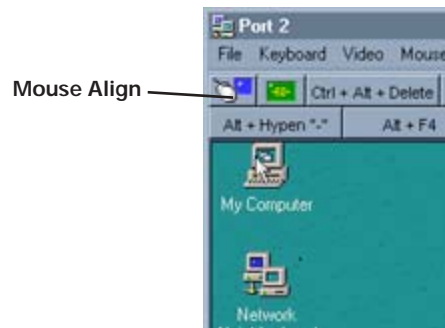 Port 2
File Keyboard Video Mouse
Mouse Align
Ctrl + Alt + Delete
Alt + Hypen "-" Alt + F4
My Computer
Network